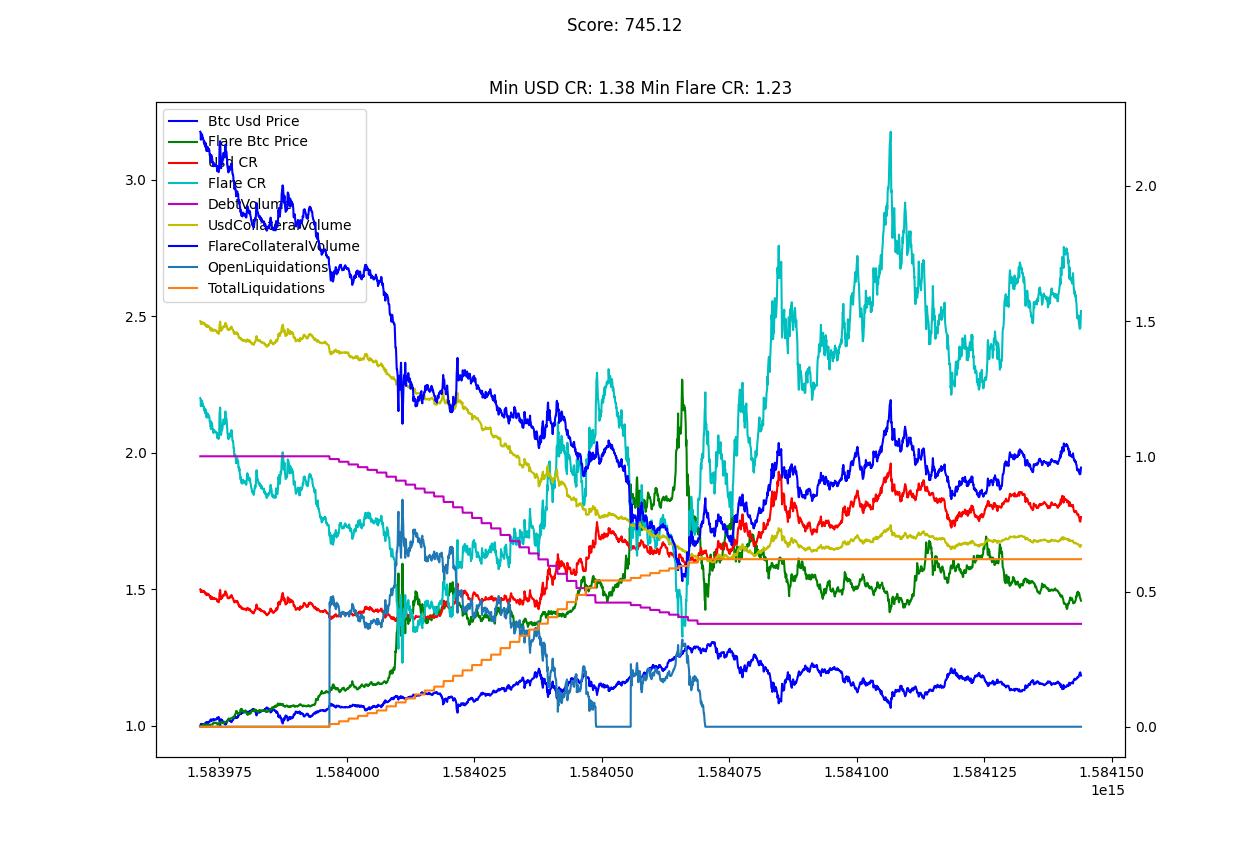 Score: 745.12
Min USD CR: 1.38 Min Flare CR: 1.23
Btc Usd Price
Flare Btc Price
Usd CR
Flare CR
DebtVolume
UsdCollateralVolume
FlareCollateralVolume
OpenLiquidations
TotalLiquidations
3.0
2.5
2.0
1.5
1.0
2.0
1.5
1.0
0.5
0.0
1.583975 1.584000 1.584025 1.584050 1.584075 1.584100 1.584125 1.584150
1e15